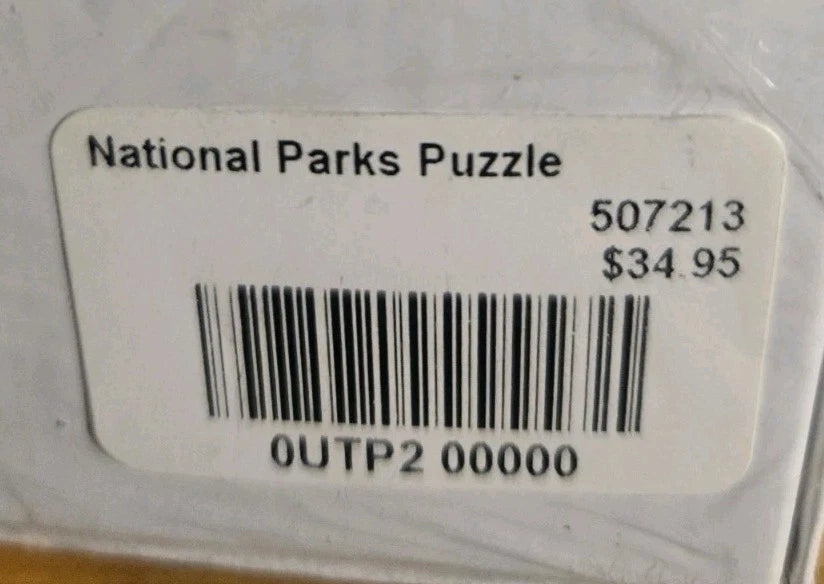 National Parks Puzzle
507213
$34.95
0UTP2 00000